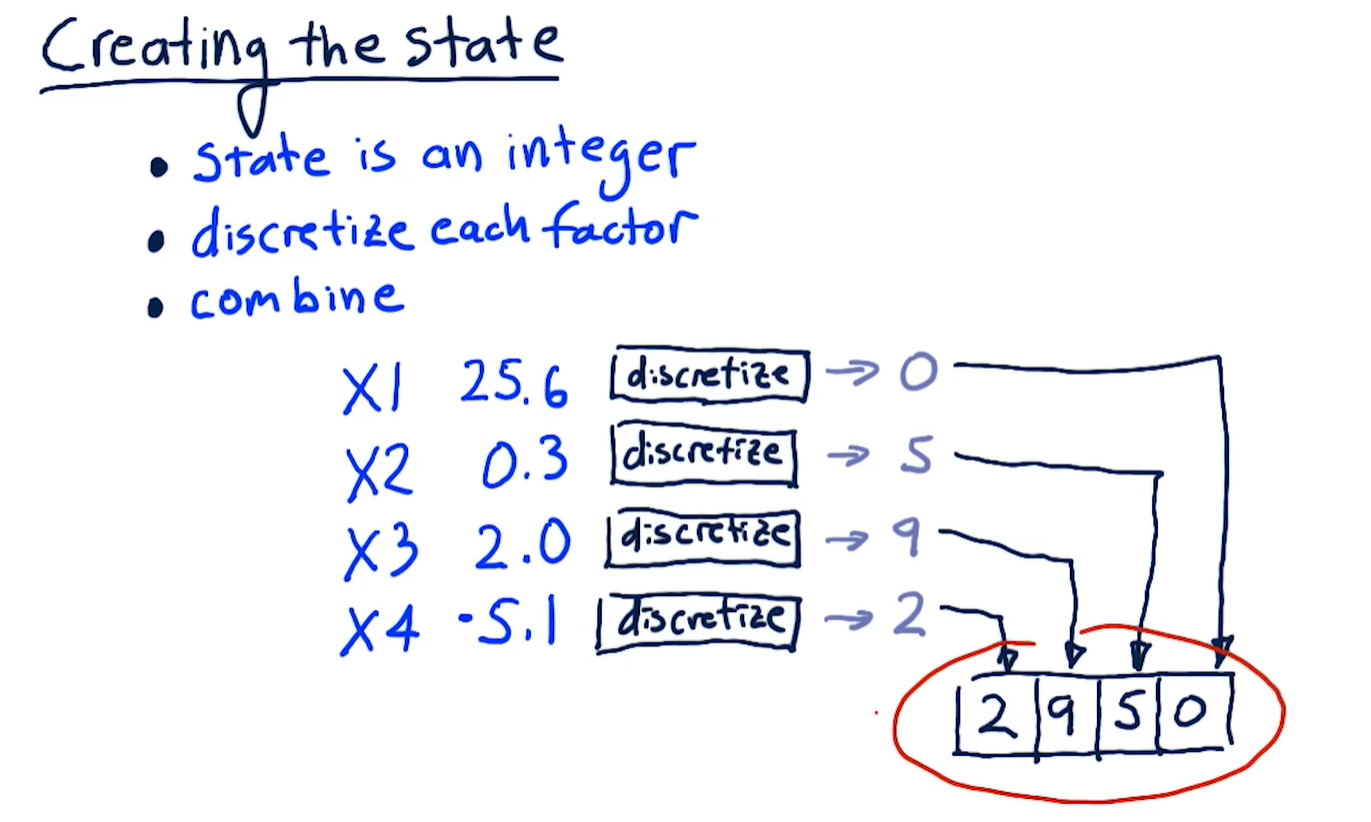 Creating the state
• state is an integer
• discretize each factor
• combine
X1 25.6 discretize → 0
X2 0.3 discretize → 5
X3 2.0 discretize → 9
X4 -5.1 discretize → 2
2 9 5 0